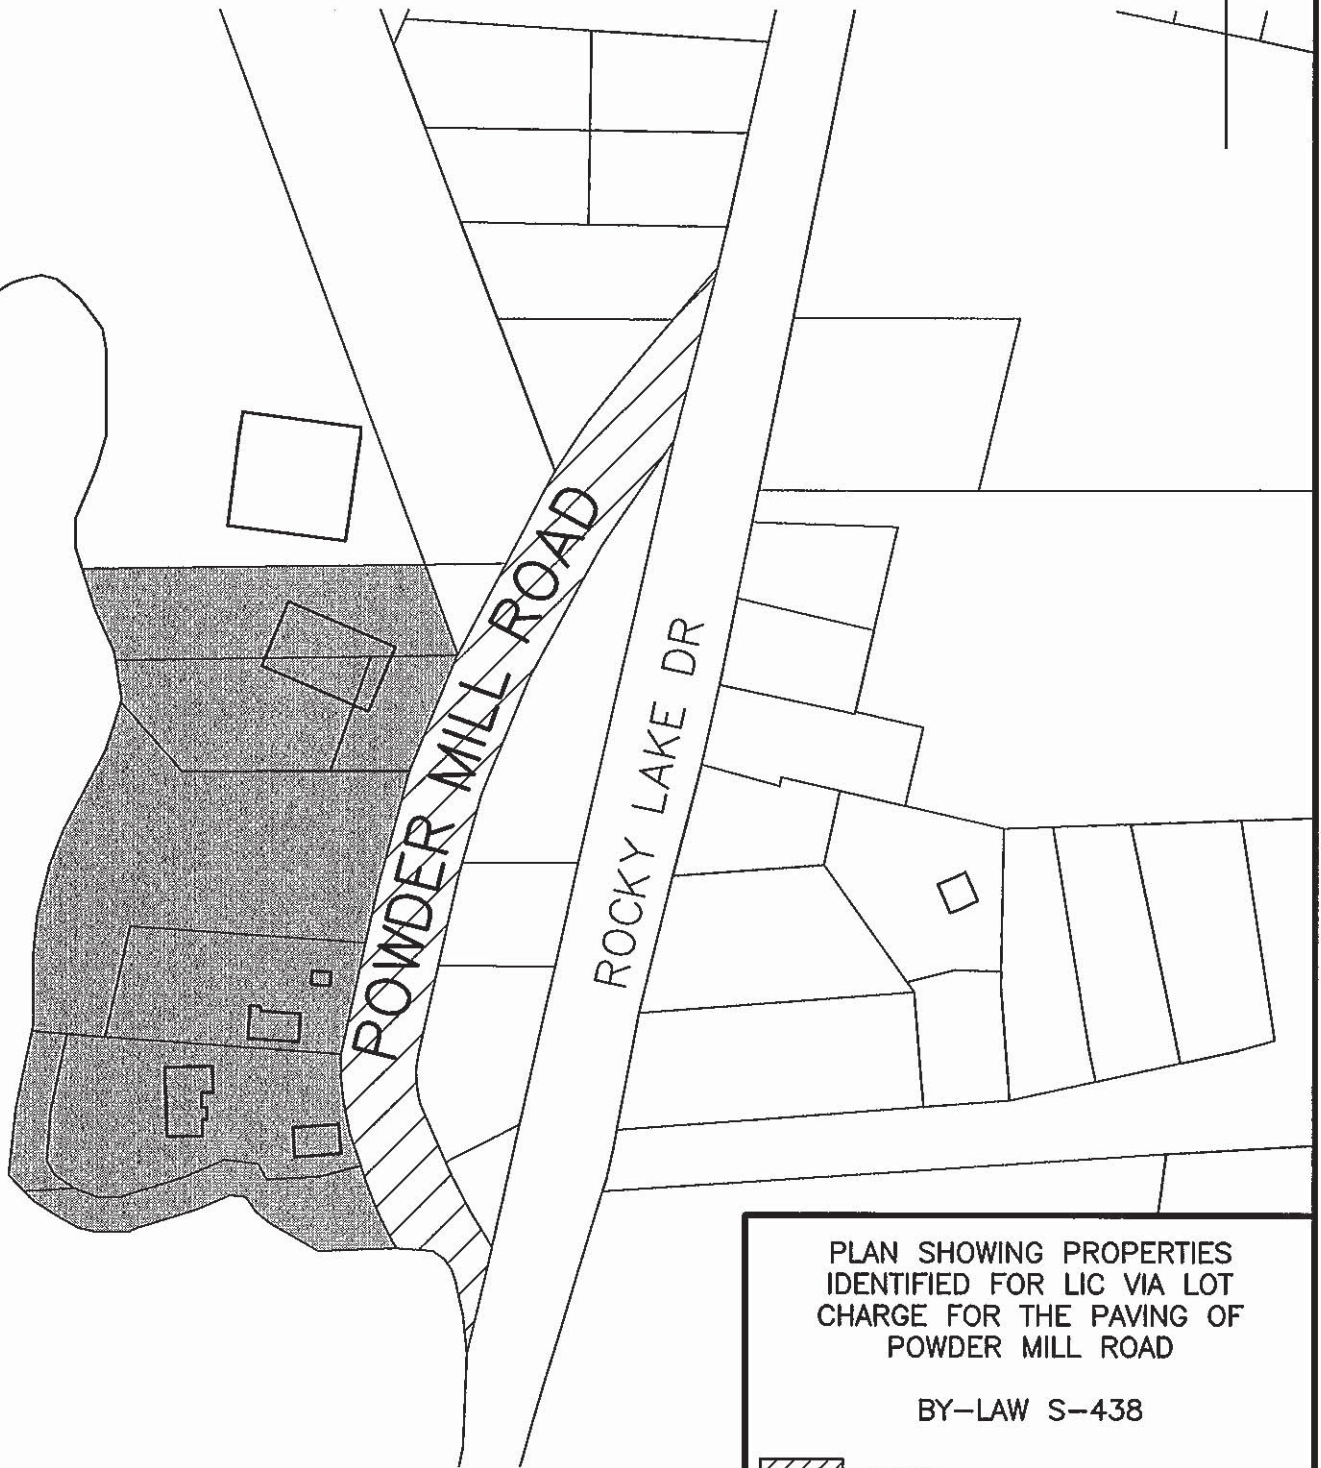 POWDER MILL ROAD
ROCKY LAKE DR
PLAN SHOWING PROPERTIES
IDENTIFIED FOR LIC VIA LOT
CHARGE FOR THE PAVING OF
POWDER MILL ROAD
BY-LAW S-438